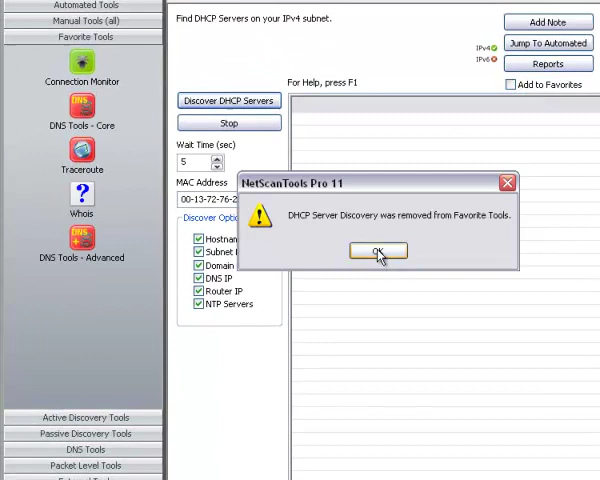 Automated Tools
Manual Tools (all)
Favorite Tools
Connection Monitor
DNS
DNS Tools - Core
Traceroute
?
Whois
DNS
DNS Tools - Advanced
Active Discovery Tools
Passive Discovery Tools
DNS Tools
Packet Level Tools
Find DHCP Servers on your IPv4 subnet.
Add Note
IPv4
Jump To Automated
IPv6
Reports
For Help, press F1
Add to Favorites
Discover DHCP Servers
Stop
Wait Time (sec)
5
MAC Address
00-13-72-76-2
Discover
Subnet
Domain
DNS IP
Router IP
NTP Servers
NetScanTools Pro 11
DHCP Server Discovery was removed from Favorite Tools.
OK